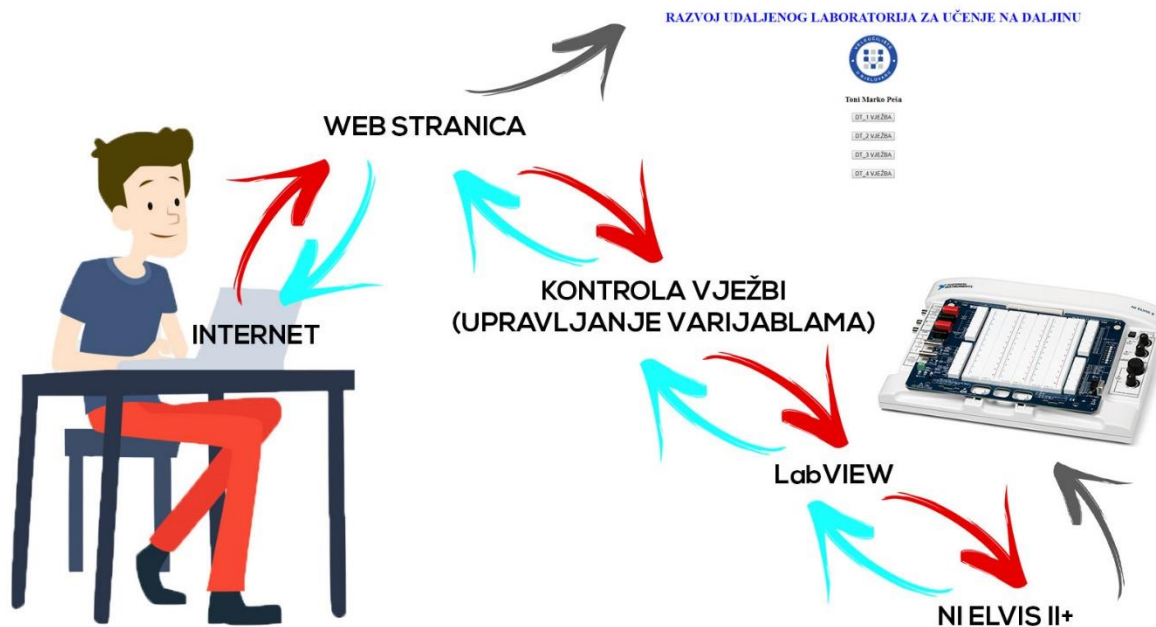 RAZVOJ UDALJENOG LABORATORIJA ZA UČENJE NA DALJINU
Toni Marko Peša
DT_1 VJEŽBA
DT_2 VJEŽBA
DT_3 VJEŽBA
DT_4 VJEŽBA
WEB STRANICA
INTERNET
KONTROLA VJEŽBI
(UPRAVLJANJE VARIJABLAMA)
LabVIEW
NI ELVIS II+